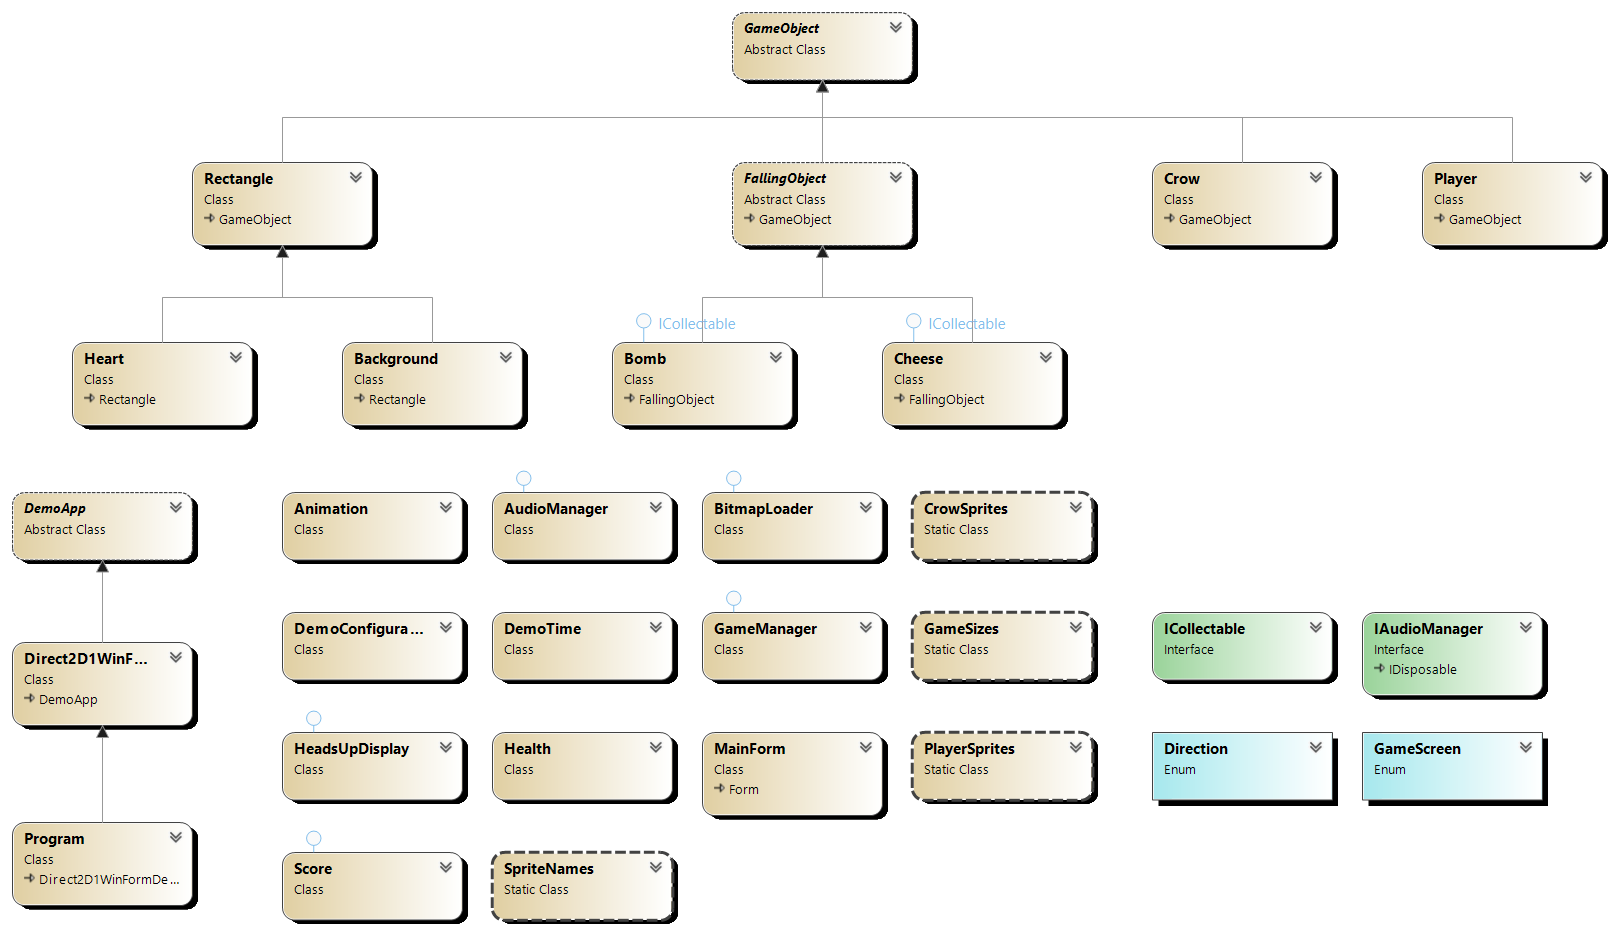 GameObject
Abstract Class
Rectangle
Class
GameObject
FallingObject
Abstract Class
GameObject
Crow
Class
GameObject
Player
Class
GameObject
ICollectable
ICollectable
Heart
Class
Rectangle
Background
Class
Rectangle
Bomb
Class
FallingObject
Cheese
Class
FallingObject
DemoApp
Abstract Class
Animation
Class
AudioManager
Class
BitmapLoader
Class
CrowSprites
Static Class
DemoConfigura...
Class
DemoTime
Class
GameManager
Class
GameSizes
Static Class
ICollectable
Interface
IAudioManager
Interface
IDisposable
Direct2D1WinF...
Class
DemoApp
HeadsUpDisplay
Class
Health
Class
MainForm
Class
Form
PlayerSprites
Static Class
Direction
Enum
GameScreen
Enum
Program
Class
Direct2D1WinFormDe...
Score
Class
SpriteNames
Static Class